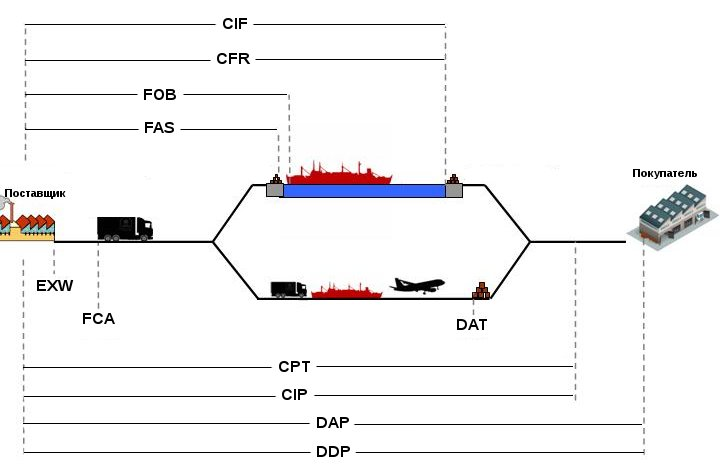 CIF
CFR
FOB
FAS
Поставщик
Покупатель
EXW
FCA
DAT
CPT
CIP
DAP
DDP